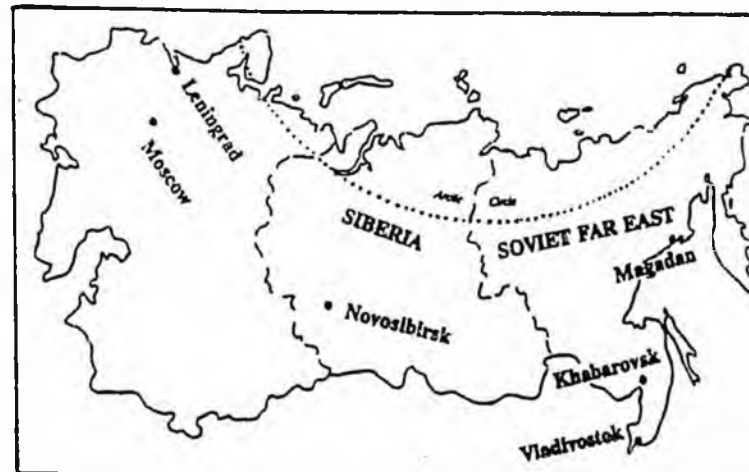 Leningrad
Moscow
Arctic Circle
SIBERIA
SOVIET FAR EAST
Magadan
Novosibirsk
Khabarovsk
Vladivostok